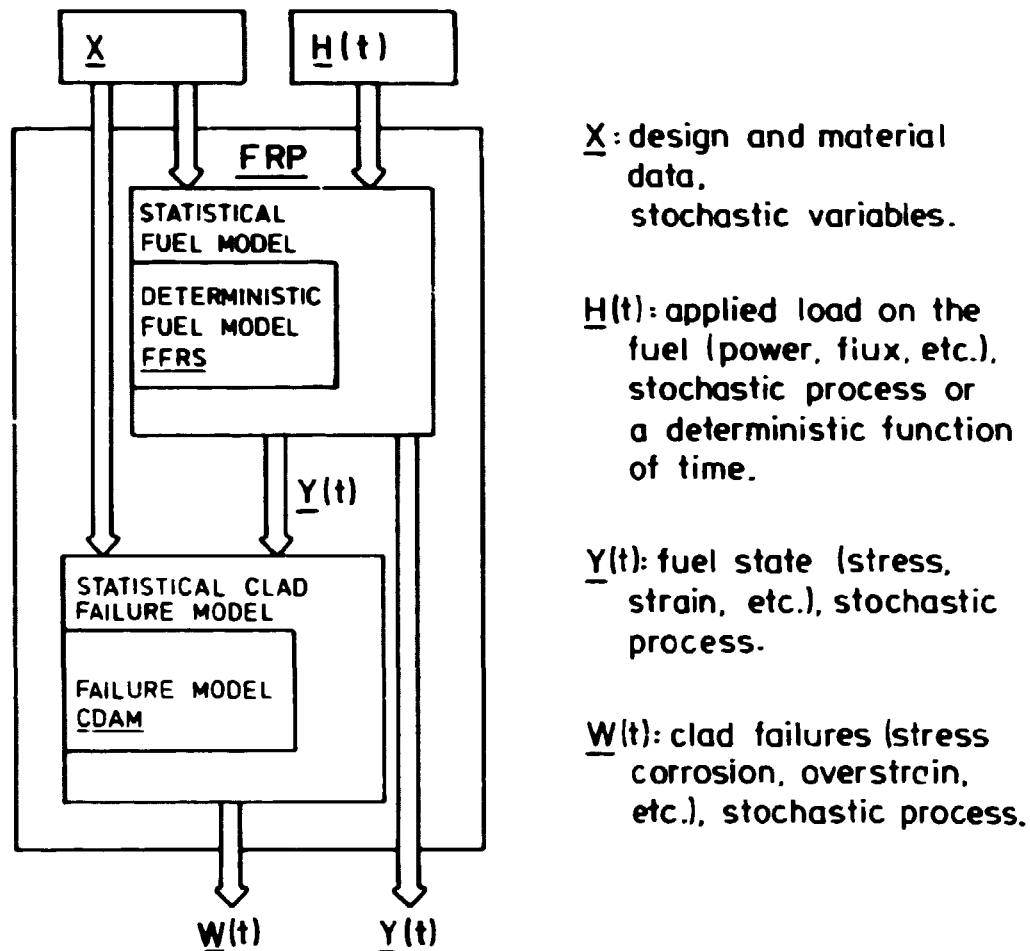 X
H(t)
FRP
STATISTICAL
FUEL MODEL
DETERMINISTIC
FUEL MODEL
FFRS
Y(t)
STATISTICAL CLAD
FAILURE MODEL
FAILURE MODEL
CDAM
W(t)
Y(t)
X: design and material
data,
stochastic variables.
H(t): applied load on the
fuel (power, flux, etc.),
stochastic process or
a deterministic function
of time.
Y(t): fuel state (stress,
strain, etc.), stochastic
process.
W(t): clad failures (stress
corrosion, overstrain,
etc.), stochastic process.